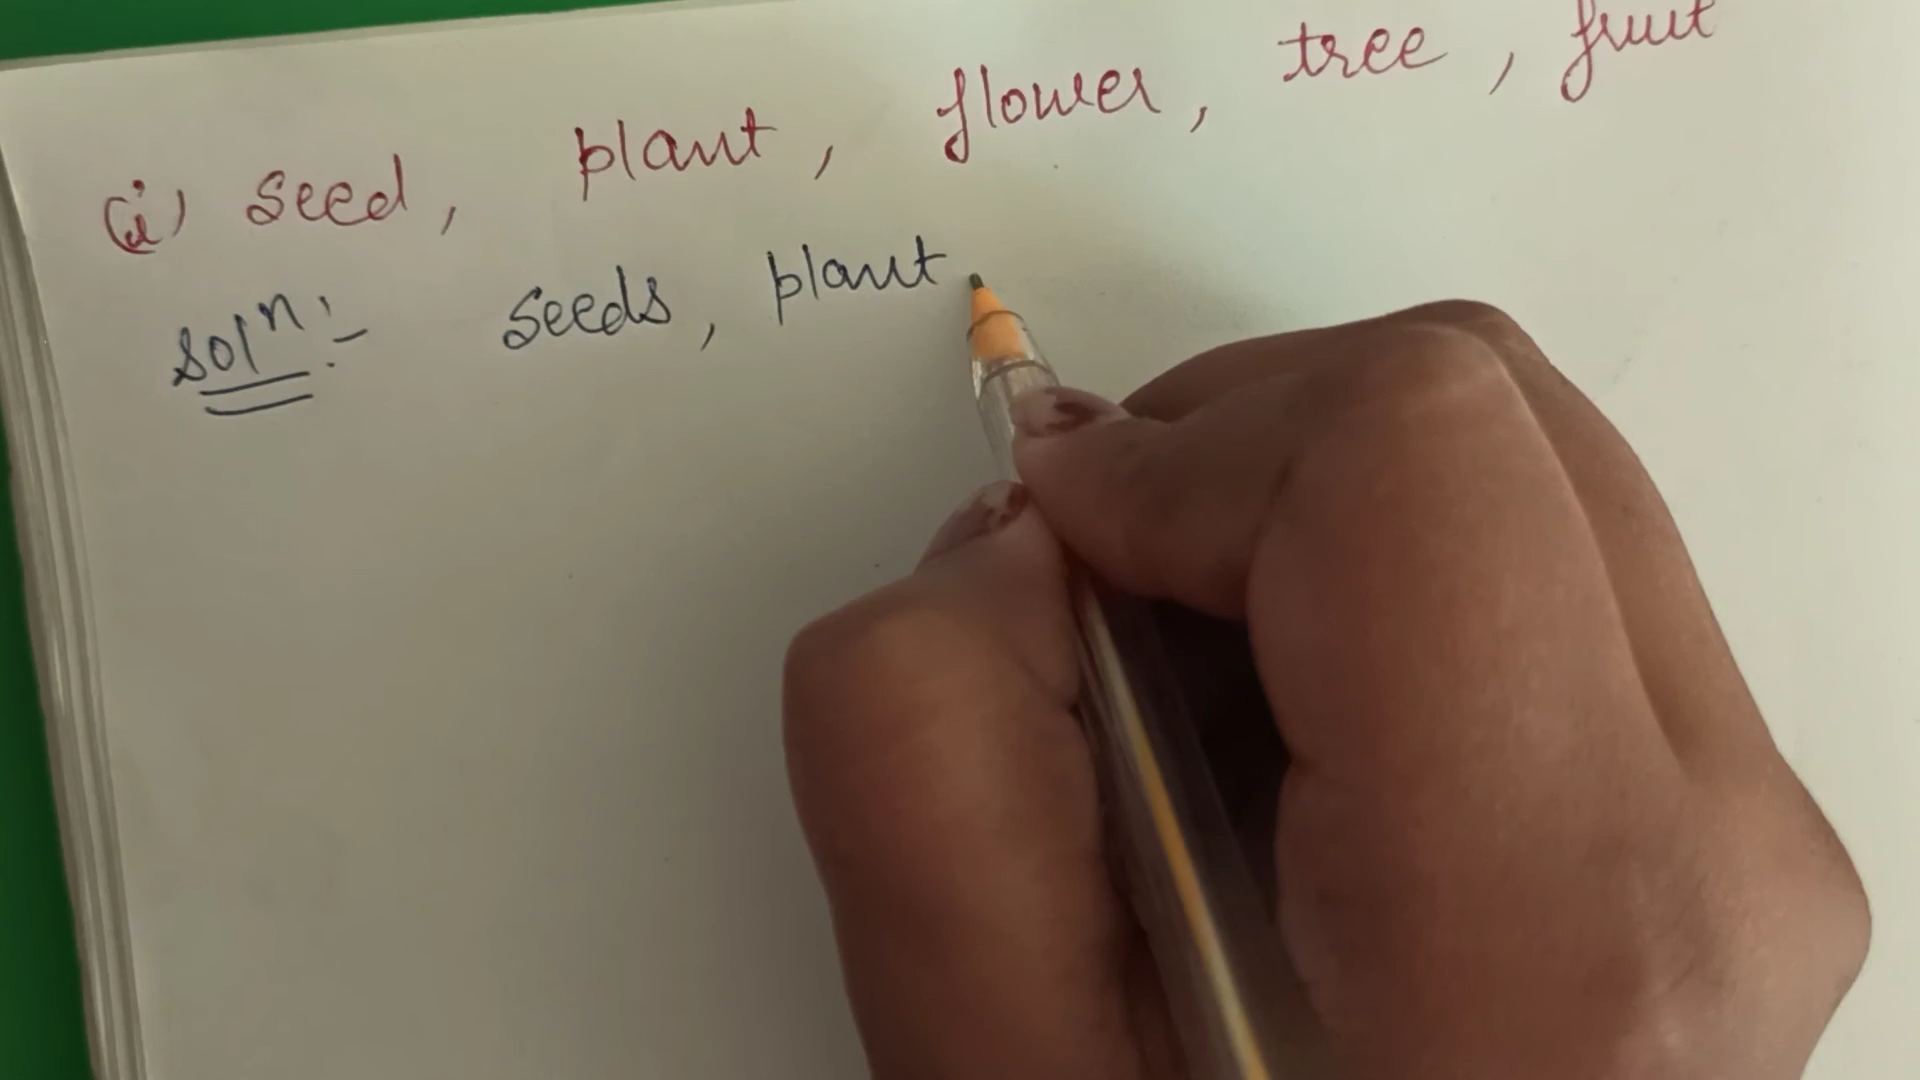 (i) seed, plant, flower, tree, fruit
Solⁿ:- seeds, plant